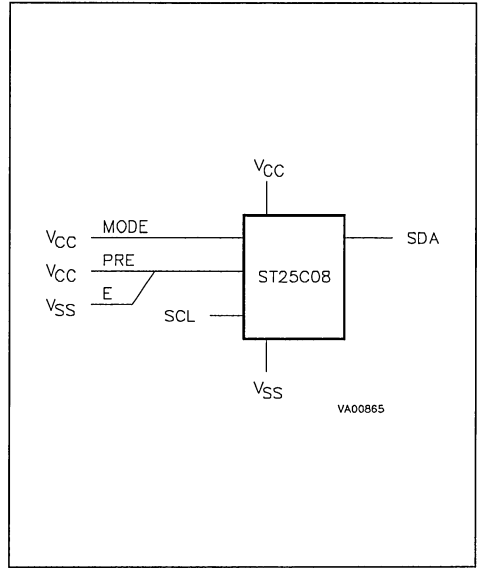 VCC
VCC MODE
VCC PRE
VSS E
SCL
ST25C08
SDA
VSS
VA00865